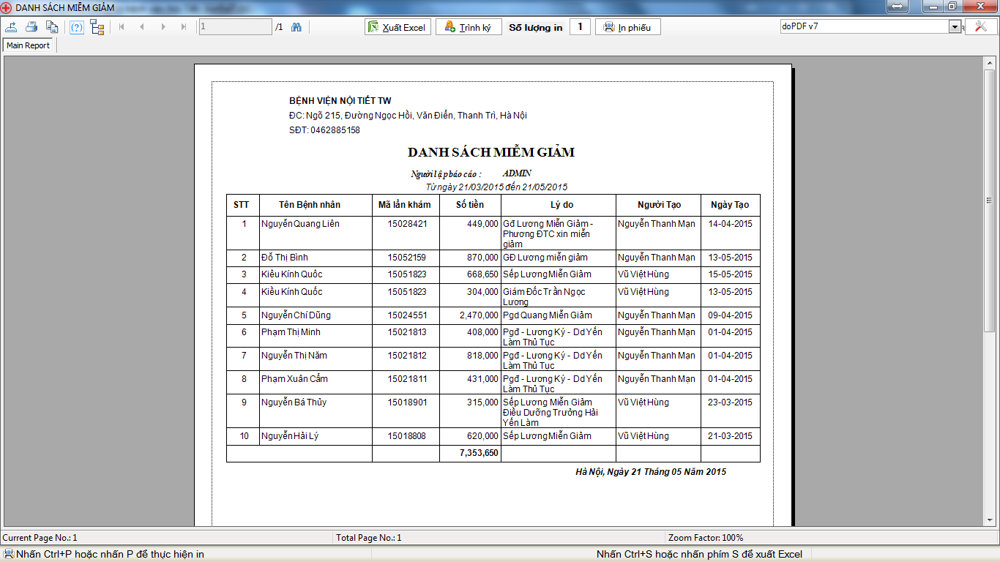 DANH SÁCH MIỄM GIẢM
1 /1 Xuất Excel Trình ký Số lượng in 1 In phiếu doPDF v7
Main Report
BỆNH VIỆN NỘI TIẾT TW
ĐC: Ngõ 215, Đường Ngọc Hồi, Văn Điển, Thanh Trì, Hà Nội
SĐT: 0462885158
DANH SÁCH MIỄM GIẢM
Người lập báo cáo : ADMIN
Từ ngày 21/03/2015 đến 21/05/2015
STT Tên Bệnh nhân Mã lần khám Số tiền Lý do Người Tạo Ngày Tạo
1 Nguyễn Quang Liên 15028421 449,000 Gđ Lương Miễn Giảm - Nguyễn Thanh Mạn 14-04-2015
Phương ĐTC xin miễn
giảm
2 Đỗ Thị Bình 15052159 870,000 GĐ Lương miễn giảm Nguyễn Thanh Mạn 13-05-2015
3 Kiều Kính Quốc 15051823 668,650 Sếp Lương Miễn Giảm Vũ Việt Hùng 15-05-2015
4 Kiều Kính Quốc 15051823 304,000 Giám Đốc Trần Ngọc Vũ Việt Hùng 13-05-2015
Lương
5 Nguyễn Chí Dũng 15024551 2,470,000 Pgd Quang Miễn Giảm Nguyễn Thanh Mạn 09-04-2015
6 Phạm Thị Minh 15021813 408,000 Pgđ - Lương Ký - Dd Yến Nguyễn Thanh Mạn 01-04-2015
Làm Thủ Tục
7 Nguyễn Thị Năm 15021812 818,000 Pgđ - Lương Ký - Dd Yến Nguyễn Thanh Mạn 01-04-2015
Làm Thủ Tục
8 Phạm Xuân Cẩm 15021811 431,000 Pgđ - Lương Ký - Dd Yến Nguyễn Thanh Mạn 01-04-2015
Làm Thủ Tục
9 Nguyễn Bá Thủy 15018901 315,000 Sếp Lương Miễn Giảm Vũ Việt Hùng 23-03-2015
Điều Dưỡng Trưởng Hải
Yến Làm
10 Nguyễn Hải Lý 15018808 620,000 Sếp Lương Miễn Giảm Vũ Việt Hùng 21-03-2015
7,353,650
Hà Nội, Ngày 21 Tháng 05 Năm 2015
Current Page No.: 1 Total Page No.: 1 Zoom Factor: 100%
Nhấn Ctrl+P hoặc nhấn P để thực hiện in Nhấn Ctrl+S hoặc nhấn phím S để xuất Excel